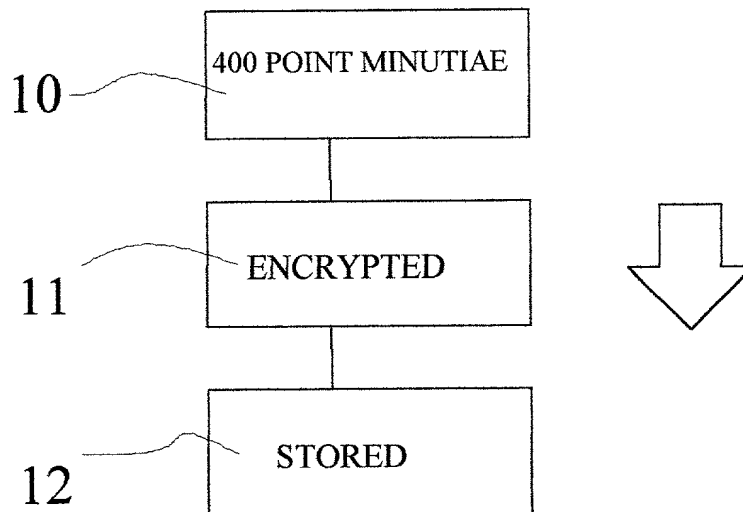 400 POINT MINUTIAE
10
ENCRYPTED
11
STORED
12